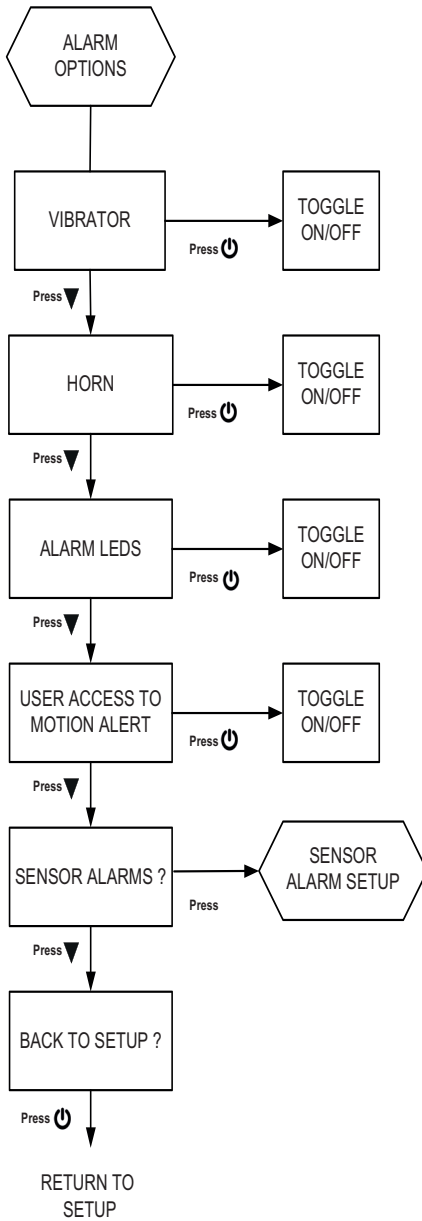 ALARM
OPTIONS
VIBRATOR
Press
TOGGLE
ON/OFF
Press
HORN
Press
TOGGLE
ON/OFF
Press
ALARM LEDS
Press
TOGGLE
ON/OFF
Press
USER ACCESS TO
MOTION ALERT
Press
TOGGLE
ON/OFF
Press
SENSOR ALARMS ?
Press
SENSOR
ALARM SETUP
Press
BACK TO SETUP ?
Press
RETURN TO
SETUP